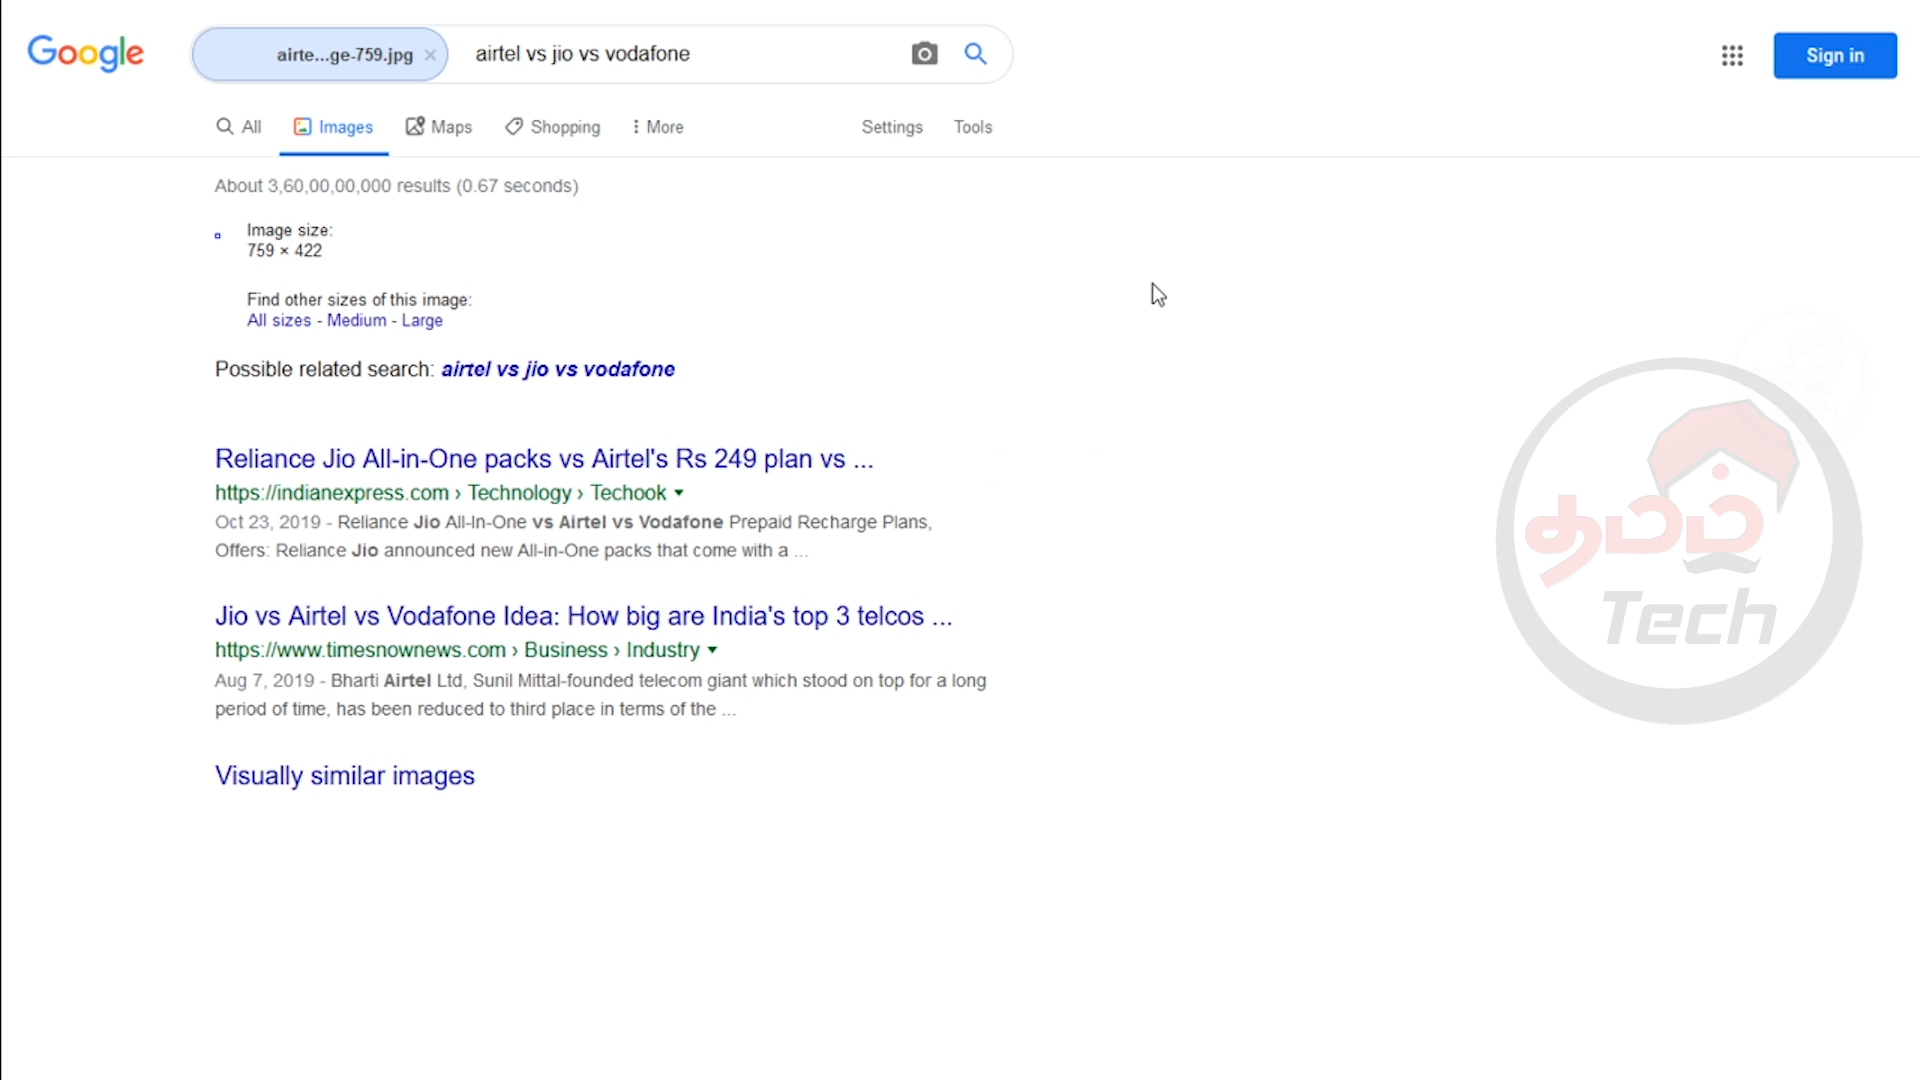 Google
airte...ge-759.jpg ×
airtel vs jio vs vodafone
Sign in
All
Images
Maps
Shopping
More
Settings
Tools
About 3,60,00,00,000 results (0.67 seconds)
Image size:
759 × 422
Find other sizes of this image:
All sizes - Medium - Large
Possible related search: airtel vs jio vs vodafone
Reliance Jio All-in-One packs vs Airtel's Rs 249 plan vs ...
https://indianexpress.com › Technology › Techook
Oct 23, 2019 - Reliance Jio All-In-One vs Airtel vs Vodafone Prepaid Recharge Plans,
Offers: Reliance Jio announced new All-in-One packs that come with a ...
Jio vs Airtel vs Vodafone Idea: How big are India's top 3 telcos ...
https://www.timesnownews.com › Business › Industry
Aug 7, 2019 - Bharti Airtel Ltd, Sunil Mittal-founded telecom giant which stood on top for a long
period of time, has been reduced to third place in terms of the ...
Visually similar images
தமிழ்
Tech